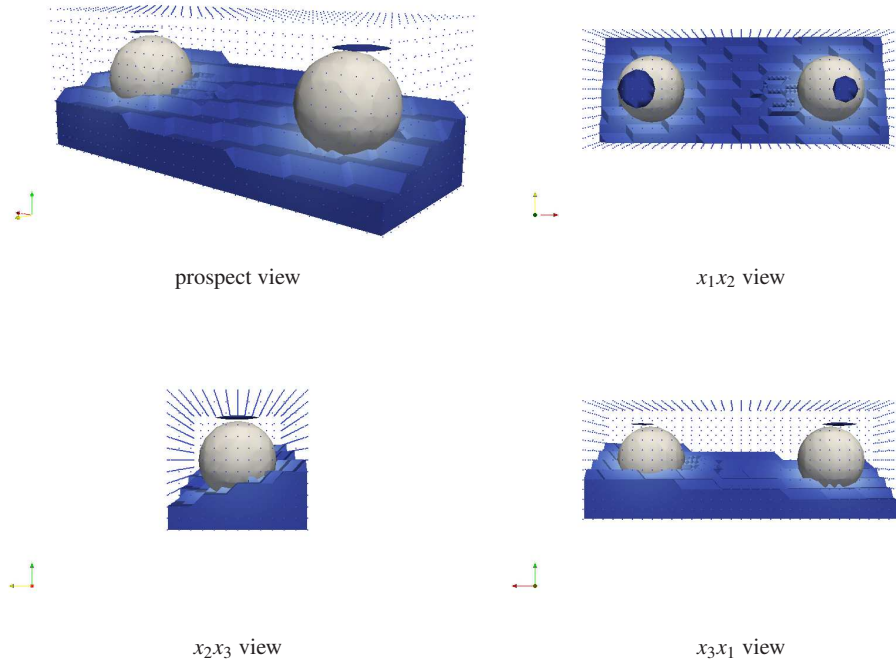 prospect view
x₁x₂ view
x₂x₃ view
x₃x₁ view